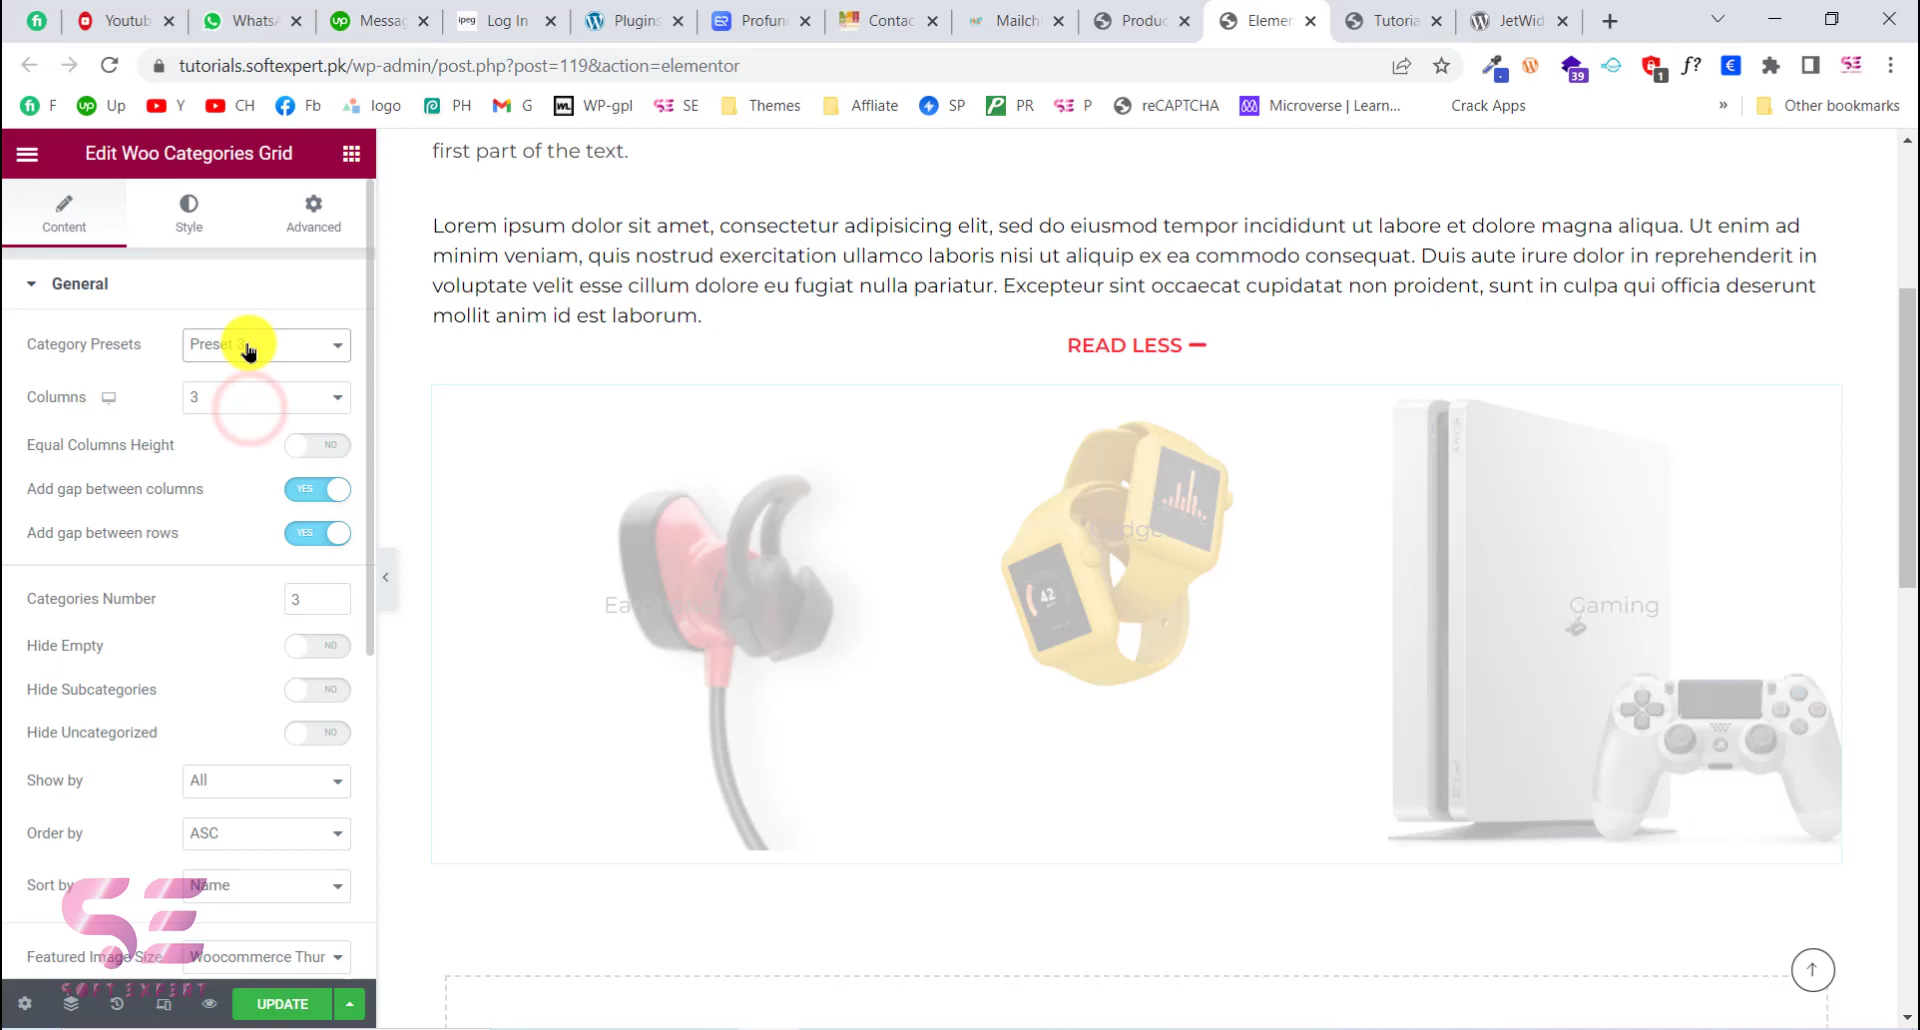 Youtub
WhatsA
Messag
Log In
Plugins
Profun
Contac
Mailchi
Produc
Elemen
Tutoria
JetWid
tutorials.softexpert.pk/wp-admin/post.php?post=119&action=elementor
F
Up
Y
CH
Fb
logo
PH
G
WP-gpl
SE
Themes
Affliate
SP
PR
P
reCAPTCHA
Microverse | Learn...
Crack Apps
»
Other bookmarks
Edit Woo Categories Grid
Content
Style
Advanced
General
Category Presets
Preset 3
Columns
3
Equal Columns Height
NO
Add gap between columns
YES
Add gap between rows
YES
Categories Number
3
Hide Empty
NO
Hide Subcategories
NO
Hide Uncategorized
NO
Show by
All
Order by
ASC
Sort by
Name
Featured Image Size
Woocommerce Thur
SE
SOFT EXPERT
UPDATE
first part of the text.
Lorem ipsum dolor sit amet, consectetur adipisicing elit, sed do eiusmod tempor incididunt ut labore et dolore magna aliqua. Ut enim ad
minim veniam, quis nostrud exercitation ullamco laboris nisi ut aliquip ex ea commodo consequat. Duis aute irure dolor in reprehenderit in
voluptate velit esse cillum dolore eu fugiat nulla pariatur. Excepteur sint occaecat cupidatat non proident, sunt in culpa qui officia deserunt
mollit anim id est laborum.
READ LESS
Gaming
42